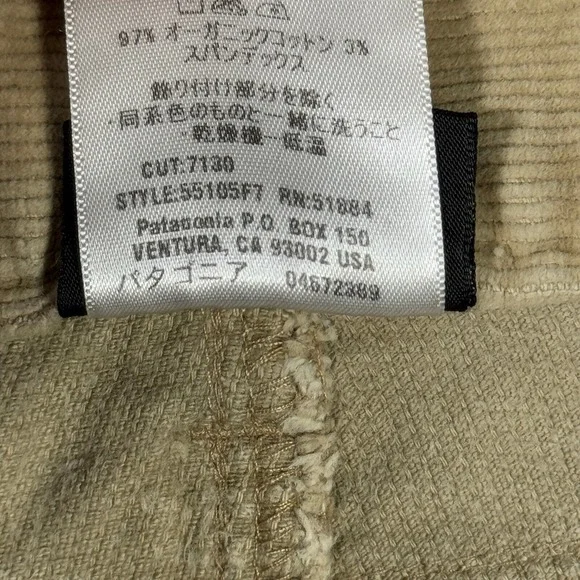 97% オーガニックコットン 3%
スパンデックス
飾り付け部分を除く
・同系色のものと一緒に洗うこと
・乾燥機－低温
CUT:7130
STYLE:55105F7 RN:51884
Patagonia P.O. BOX 150
VENTURA, CA 93002 USA
パタゴニア 04672389